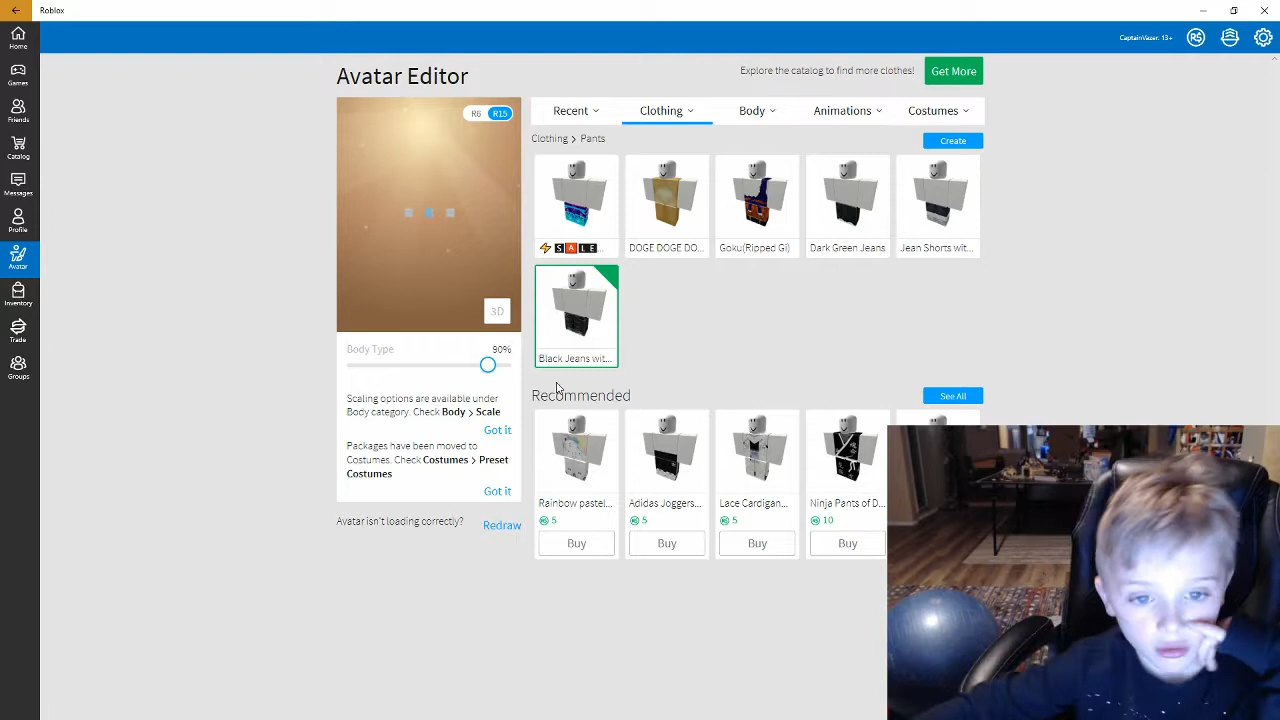 Roblox
CaptainVazer: 13+
Home
Games
Friends
Catalog
Messages
Profile
Avatar
Inventory
Trade
Groups
Avatar Editor
Explore the catalog to find more clothes!
Get More
R6
R15
3D
Recent
Clothing
Body
Animations
Costumes
Clothing > Pants
Create
SALE...
DOGE DOGE DO...
Goku(Ripped Gi)
Dark Green Jeans
Jean Shorts wit...
Black Jeans wit...
Body Type
90%
Scaling options are available under
Body category. Check Body > Scale
Got it
Packages have been moved to
Costumes. Check Costumes > Preset
Costumes
Got it
Avatar isn't loading correctly?
Redraw
Recommended
See All
Rainbow pastel...
Adidas Joggers...
Lace Cardigan...
Ninja Pants of D...
R$ 5
R$ 5
R$ 5
R$ 10
Buy
Buy
Buy
Buy